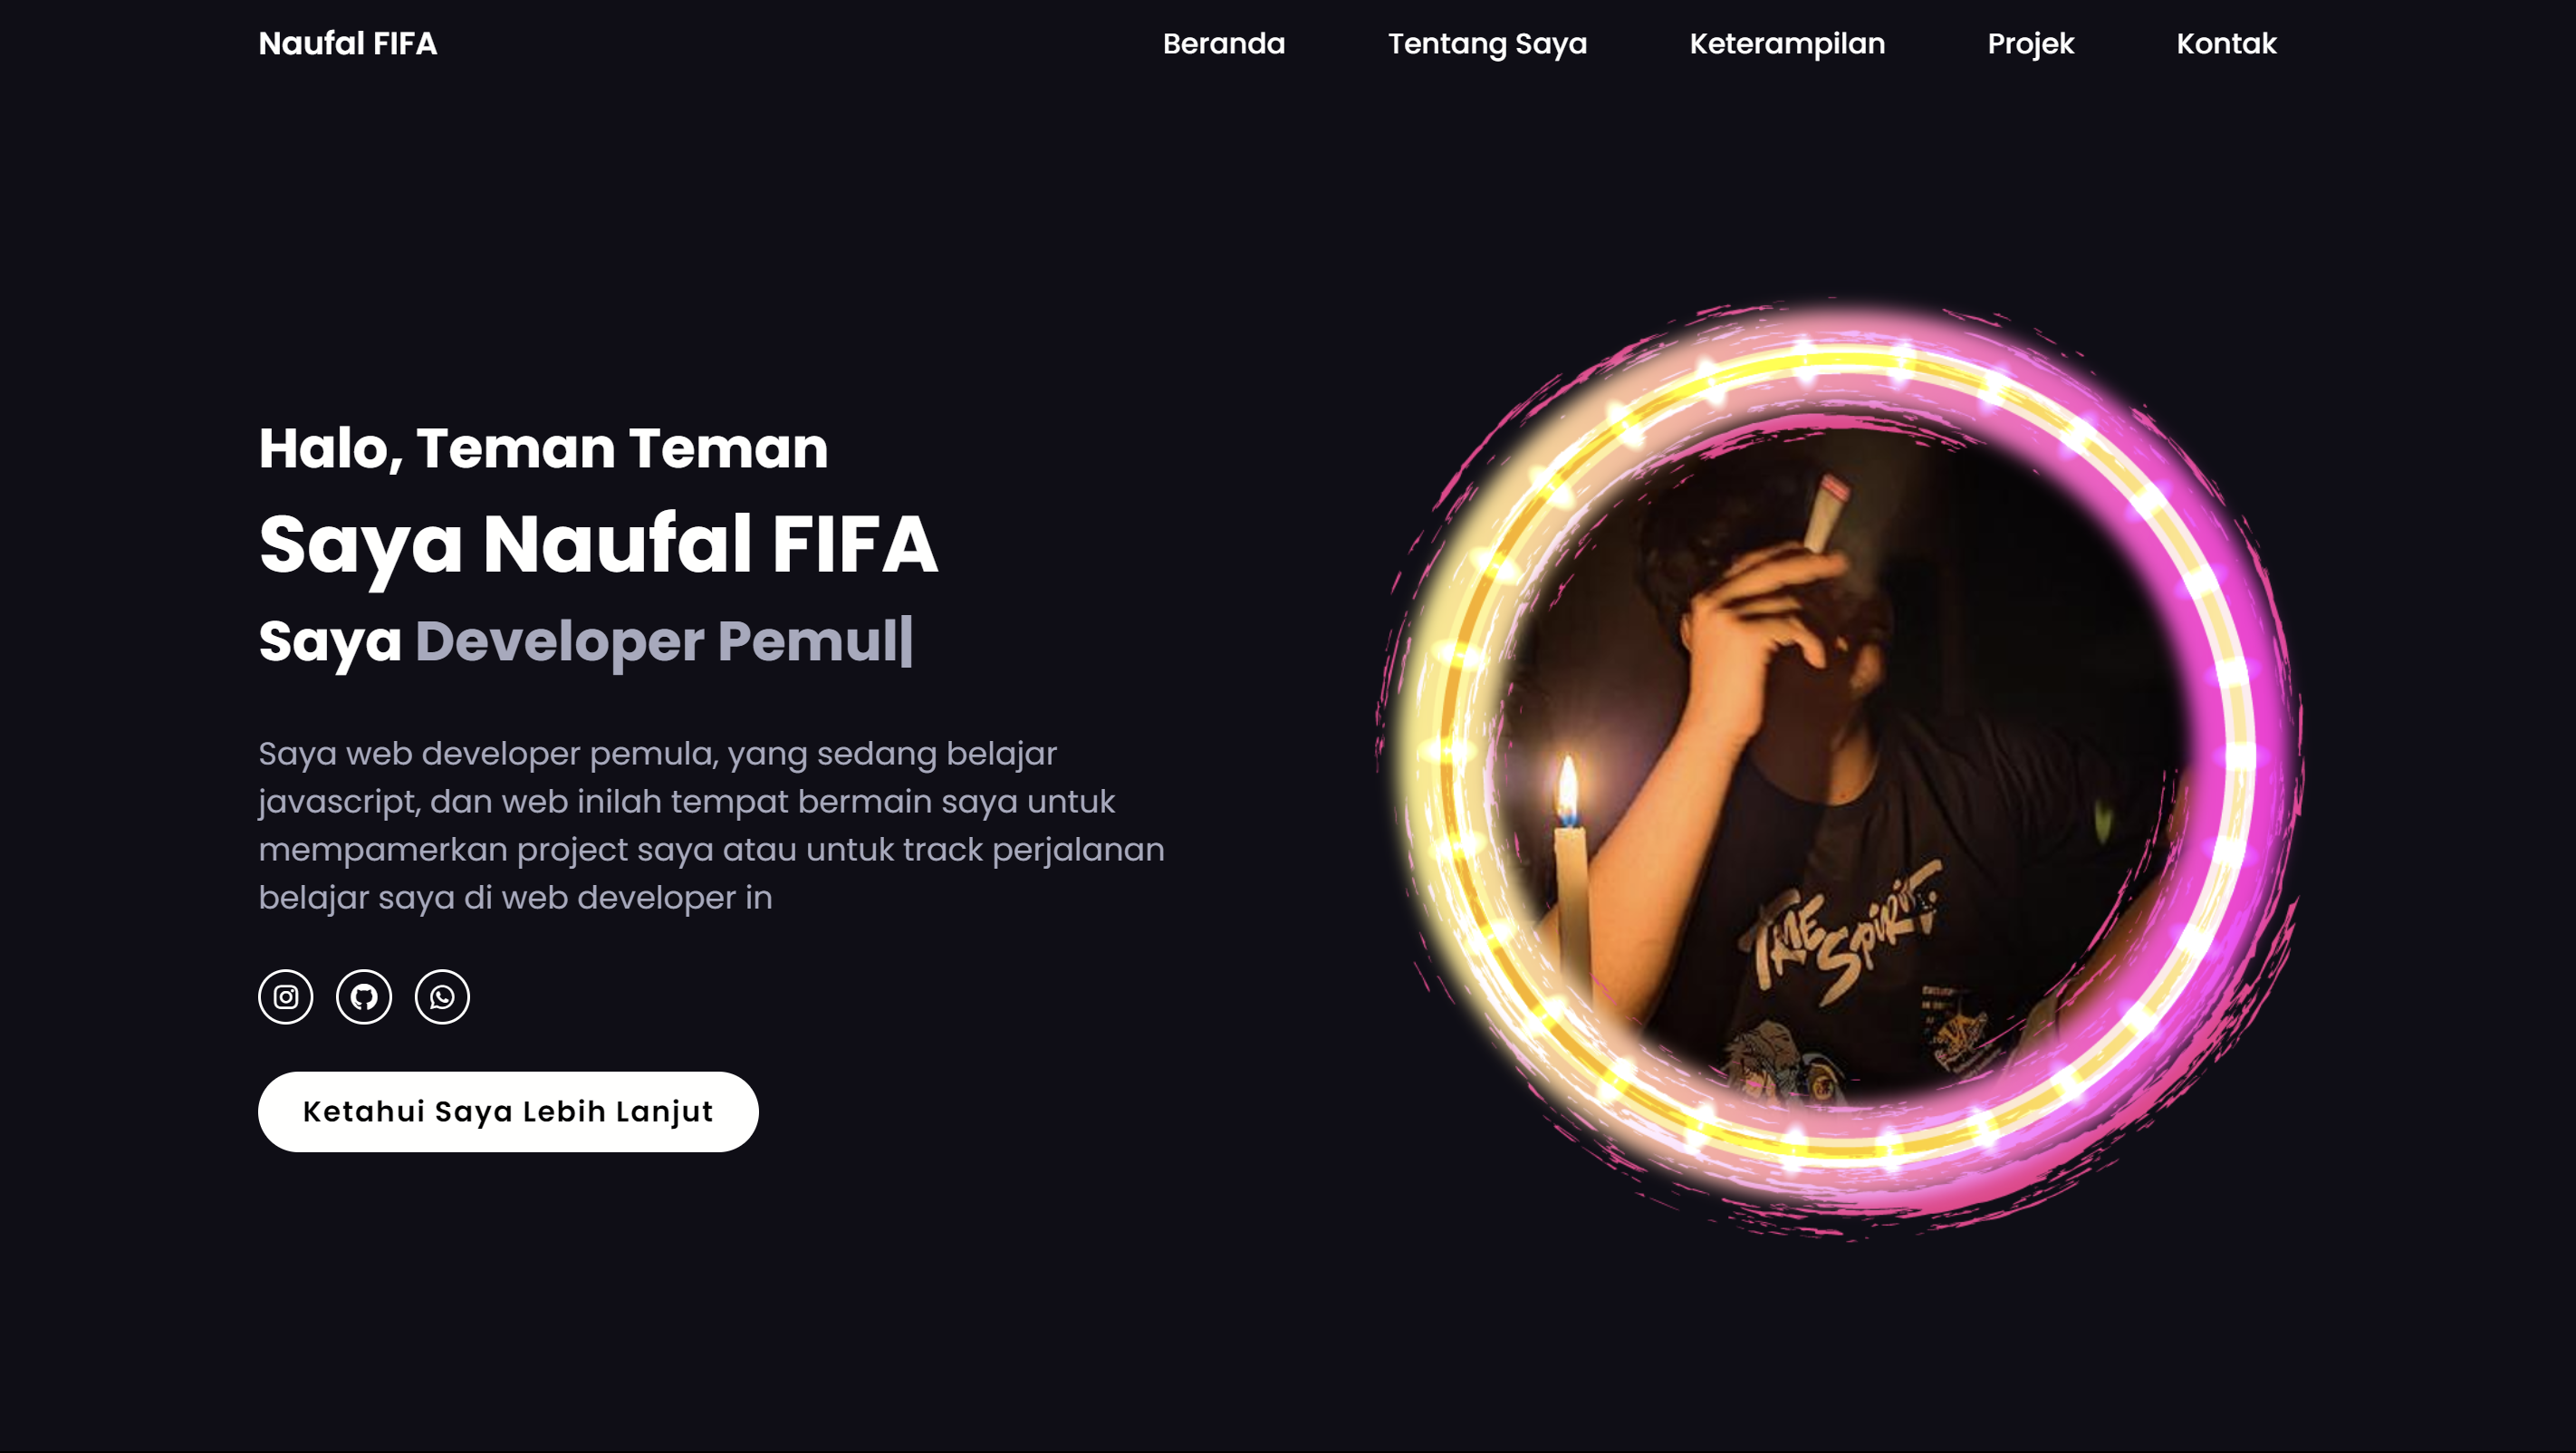 Naufal FIFA
Beranda Tentang Saya Keterampilan Projek Kontak
Halo, Teman Teman
Saya Naufal FIFA
Saya Developer Pemul
Saya web developer pemula, yang sedang belajar
javascript, dan web inilah tempat bermain saya untuk
mempamerkan project saya atau untuk track perjalanan
belajar saya di web developer in
Ketahui Saya Lebih Lanjut
THE
SPIRIT.